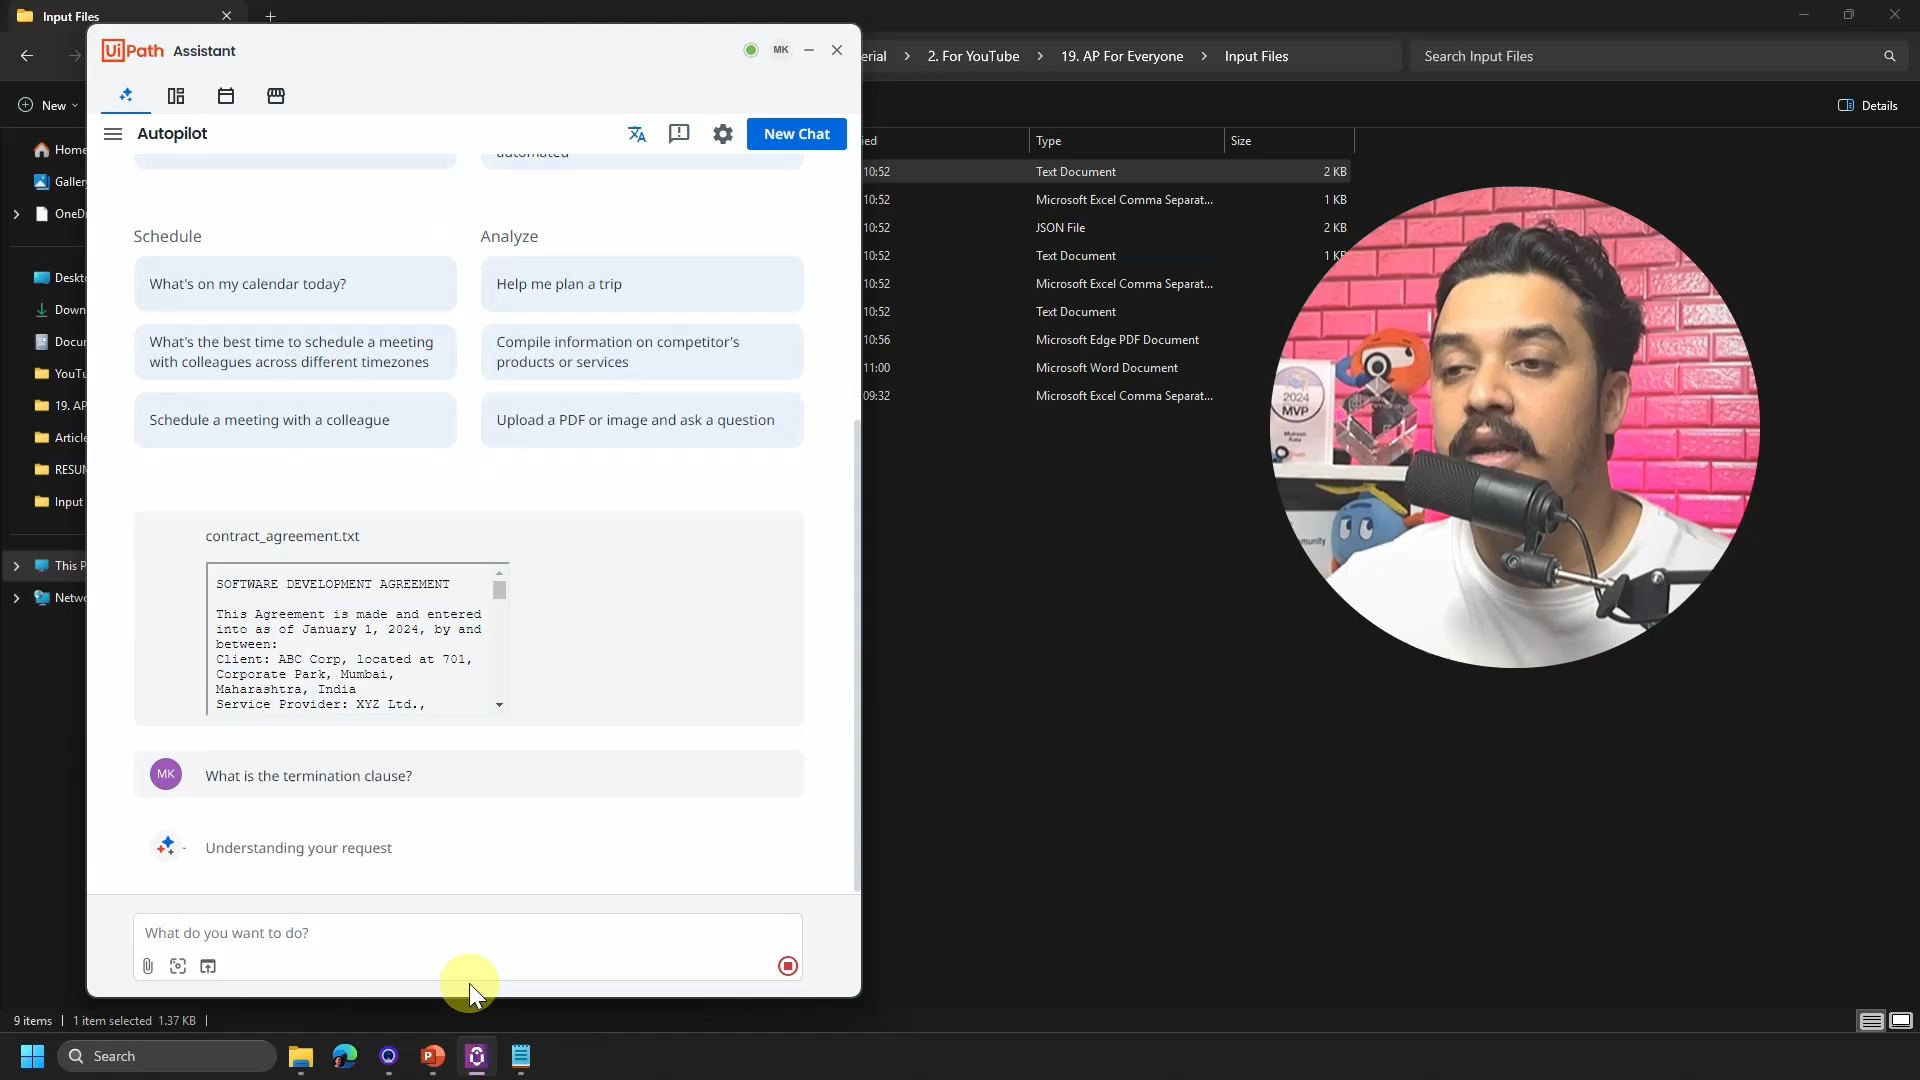 Input Files
UiPath Assistant
MK
erial > 2. For YouTube > 19. AP For Everyone > Input Files
Search Input Files
New
Details
Autopilot
New Chat
Home
Type
Size
Text Document 2 KB
Microsoft Excel Comma Separat... 1 KB
JSON File 2 KB
Text Document
Microsoft Excel Comma Separat...
Text Document
Microsoft Edge PDF Document
Microsoft Word Document
Microsoft Excel Comma Separat...
10:52
10:52
10:52
10:52
10:52
10:52
10:56
11:00
09:32
Schedule
Analyze
What's on my calendar today?
Help me plan a trip
What's the best time to schedule a meeting
with colleagues across different timezones
Compile information on competitor's
products or services
Schedule a meeting with a colleague
Upload a PDF or image and ask a question
contract_agreement.txt
SOFTWARE DEVELOPMENT AGREEMENT
This Agreement is made and entered
into as of January 1, 2024, by and
between:
Client: ABC Corp, located at 701,
Corporate Park, Mumbai,
Maharashtra, India
Service Provider: XYZ Ltd.,
MK
What is the termination clause?
Understanding your request
What do you want to do?
2024
MVP
9 items
1 item selected 1.37 KB
Search